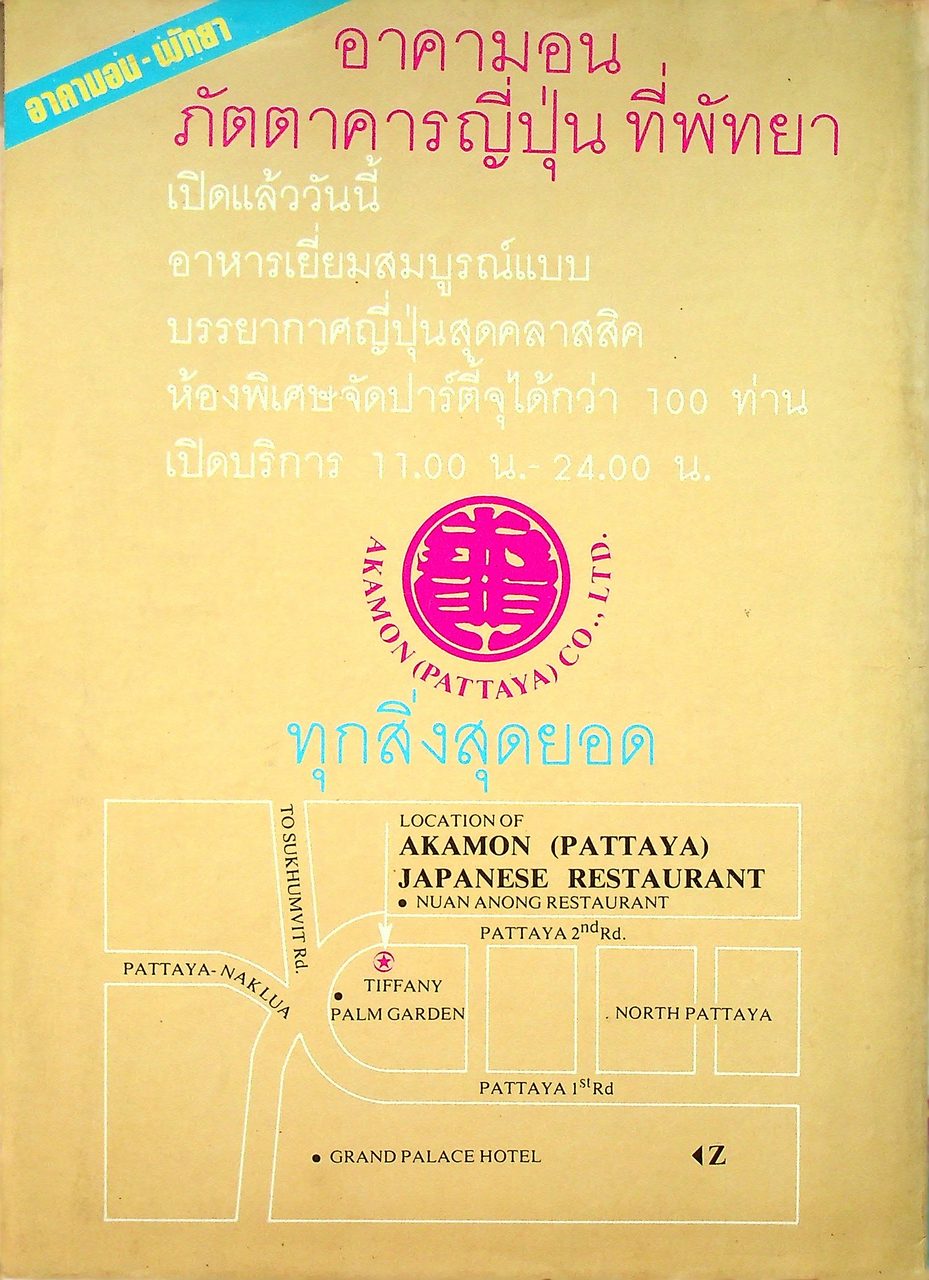 อาคามอน-พัทยา
อาคามอน
ภัตตาคารญี่ปุ่น ที่พัทยา
เปิดแล้ววันนี้
อาหารเยี่ยมสมบูรณ์แบบ
บรรยากาศญี่ปุ่นสุดคลาสสิค
ห้องพิเศษจัดปาร์ตี้จุได้กว่า 100 ท่าน
เปิดบริการ 11.00 น.- 24.00 น.
AKAMON (PATTAYA) CO., LTD.
ทุกสิ่งสุดยอด
TO SUKHUMVIT Rd.
LOCATION OF
AKAMON (PATTAYA)
JAPANESE RESTAURANT
• NUAN ANONG RESTAURANT
PATTAYA 2nd Rd.
PATTAYA-NAKLUA
TIFFANY
PALM GARDEN
NORTH PATTAYA
PATTAYA 1st Rd
• GRAND PALACE HOTEL
N